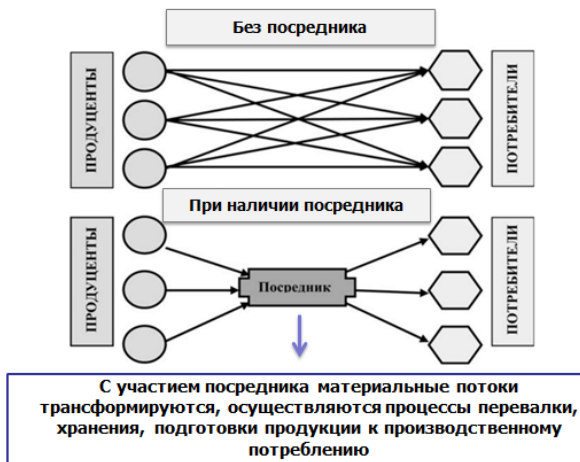 Без посредника
ПРОДУЦЕНТЫ
ПОТРЕБИТЕЛИ
При наличии посредника
ПРОДУЦЕНТЫ
Посредник
ПОТРЕБИТЕЛИ
С участием посредника материальные потоки
трансформируются, осуществляются процессы перевалки,
хранения, подготовки продукции к производственному
потреблению